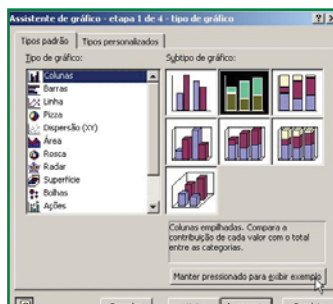 Assistente de gráfico - etapa 1 de 4 - tipo de gráfico
Tipos padrão
Tipos personalizados
Tipo de gráfico:
Subtipo de gráfico:
Colunas
Barras
Linha
Pizza
Dispersão (XY)
Área
Rosca
Radar
Superfície
Bolhas
Ações
Colunas empilhadas. Compara a
contribuição de cada valor com o total
entre as categorias.
Manter pressionado para exibir exemplo